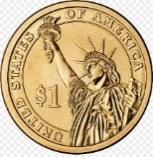 UNITED STATES OF AMERICA
$1